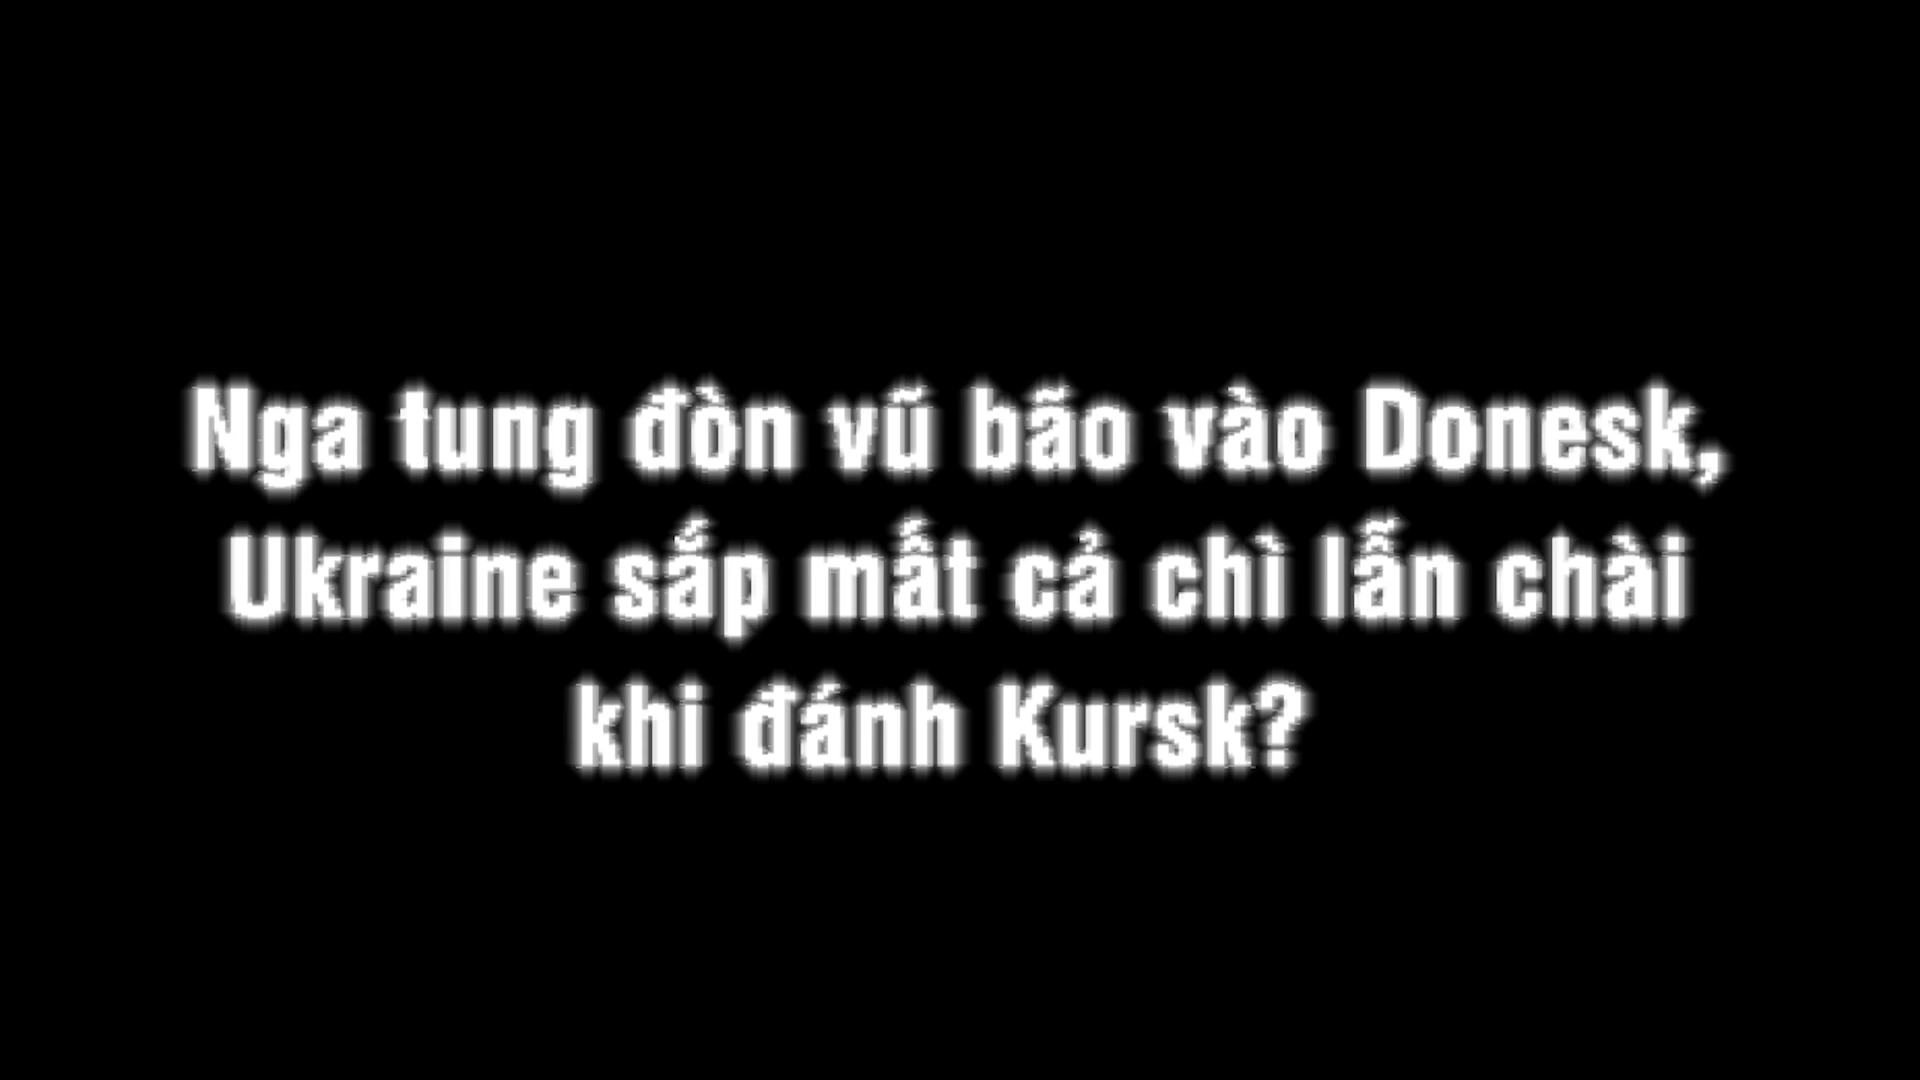 Nga tung đòn vũ bão vào Donesk,
Ukraine sắp mất cả chì lẫn chài
khi đánh Kursk?